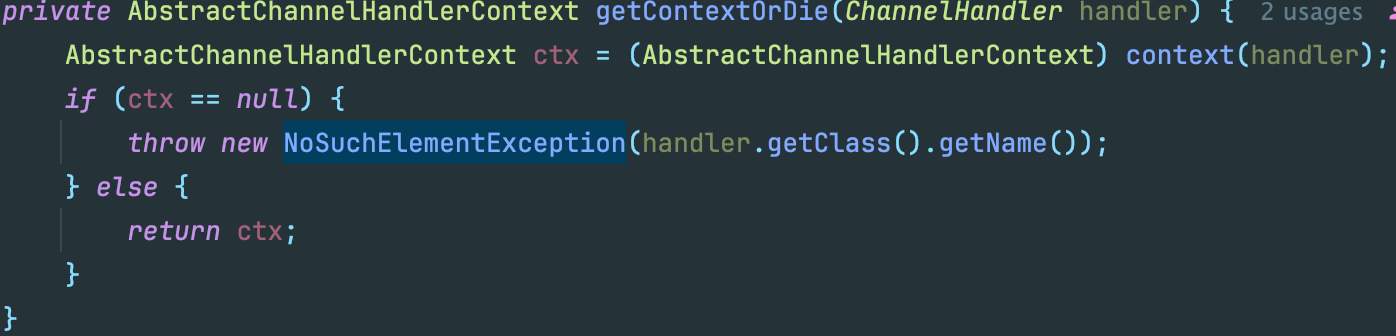 private AbstractChannelHandlerContext getContextOrDie(ChannelHandler handler) { 2 usages
    AbstractChannelHandlerContext ctx = (AbstractChannelHandlerContext) context(handler);
    if (ctx == null) {
        throw new NoSuchElementException(handler.getClass().getName());
    } else {
        return ctx;
    }
}